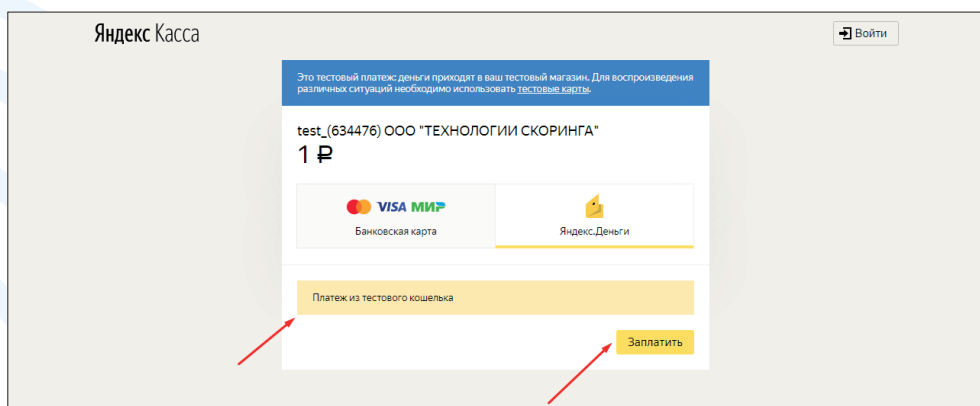 Яндекс Касса
Войти
Это тестовый платеж: деньги приходят в ваш тестовый магазин. Для воспроизведения
различных ситуаций необходимо использовать тестовые карты.
test_(634476) ООО "ТЕХНОЛОГИИ СКОРИНГА"
1 ₽
VISA МИР
Банковская карта
Яндекс.Деньги
Платеж из тестового кошелька
Заплатить